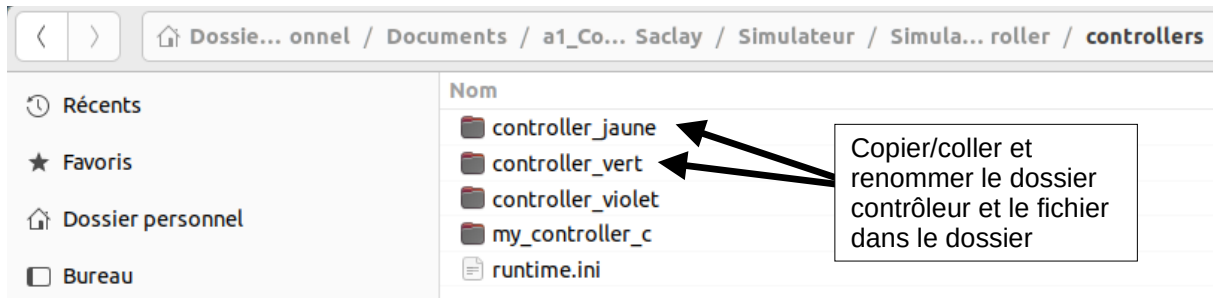 Dossie... onnel / Documents / a1_Co... Saclay / Simulateur / Simula... roller / controllers
Récents
Favoris
Dossier personnel
Bureau
Nom
controller_jaune
controller_vert
controller_violet
my_controller_c
runtime.ini
Copier/coller et
renommer le dossier
contrôleur et le fichier
dans le dossier